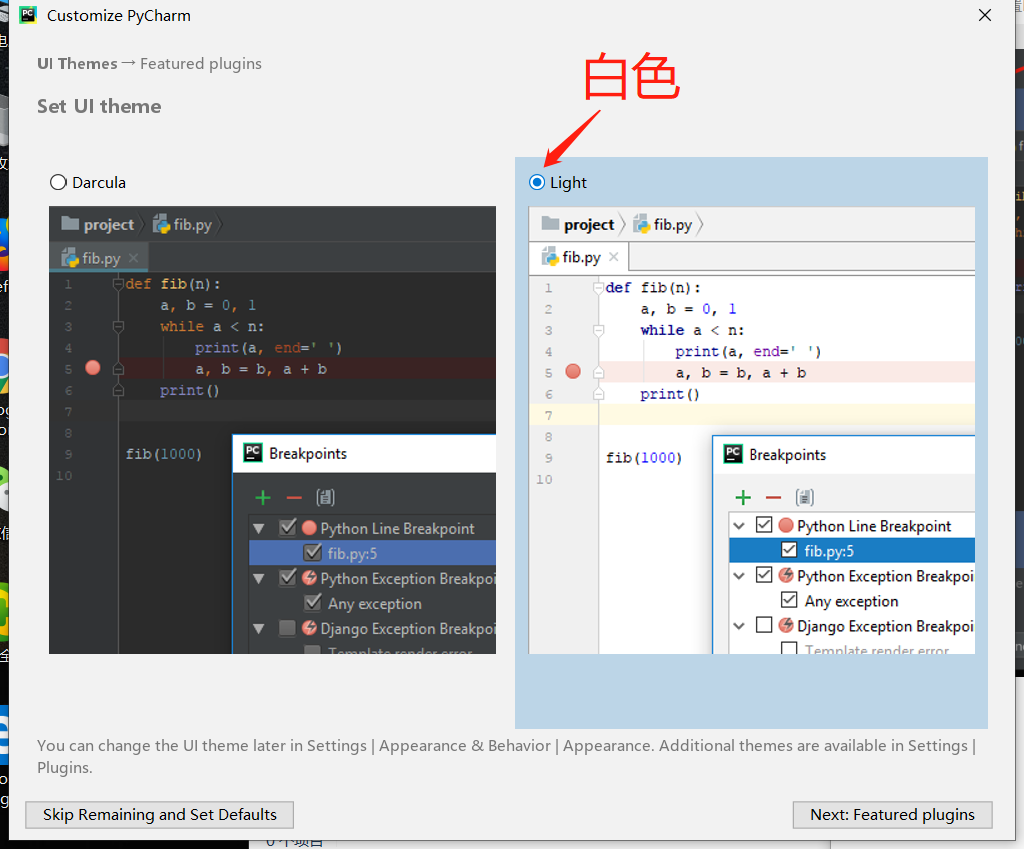 Customize PyCharm
UI Themes → Featured plugins
白色
Set UI theme
Darcula
project fib.py
fib.py
1 def fib(n):
2 a, b = 0, 1
3 while a < n:
4 print(a, end=' ')
5 a, b = b, a + b
6 print()
7
8
9 fib(1000)
10
Breakpoints
Python Line Breakpoint
fib.py:5
Python Exception Breakpoi
Any exception
Django Exception Breakpoi
Template render error
Light
project fib.py
fib.py
1 def fib(n):
2 a, b = 0, 1
3 while a < n:
4 print(a, end=' ')
5 a, b = b, a + b
6 print()
7
8
9 fib(1000)
10
Breakpoints
Python Line Breakpoint
fib.py:5
Python Exception Breakpoi
Any exception
Django Exception Breakpoi
Template render error
You can change the UI theme later in Settings | Appearance & Behavior | Appearance. Additional themes are available in Settings |
Plugins.
Skip Remaining and Set Defaults
Next: Featured plugins
0 个项目